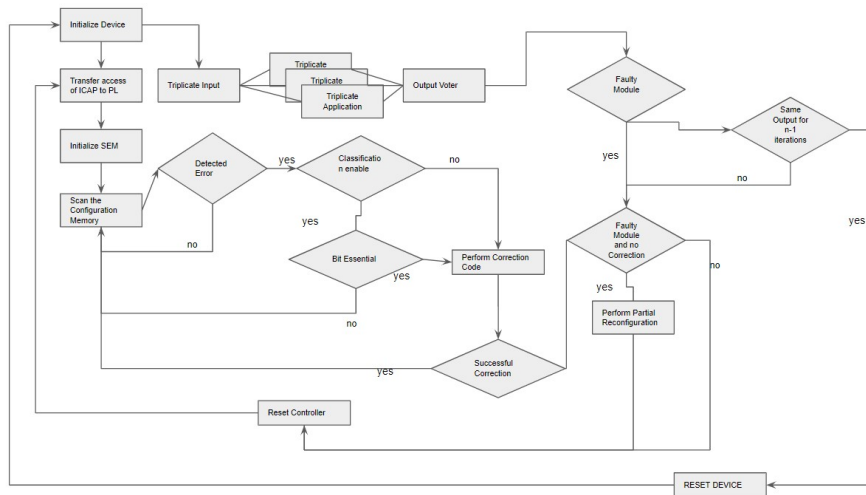 Initialize Device
Transfer access
of ICAP to PL
Initialize SEM
Scan the
Configuration
Memory
Triplicate Input
Triplicate
Triplicate
Triplicate
Application
Output Voter
Detected
Error
yes
no
Classificatio
n enable
no
yes
Bit Essential
yes
no
Perform Correction
Code
Successful
Correction
yes
Faulty
Module
yes
Same
Output for
n-1
iterations
no
yes
Faulty
Module
and no
Correction
yes
no
Perform Partial
Reconfiguration
Reset Controller
RESET DEVICE